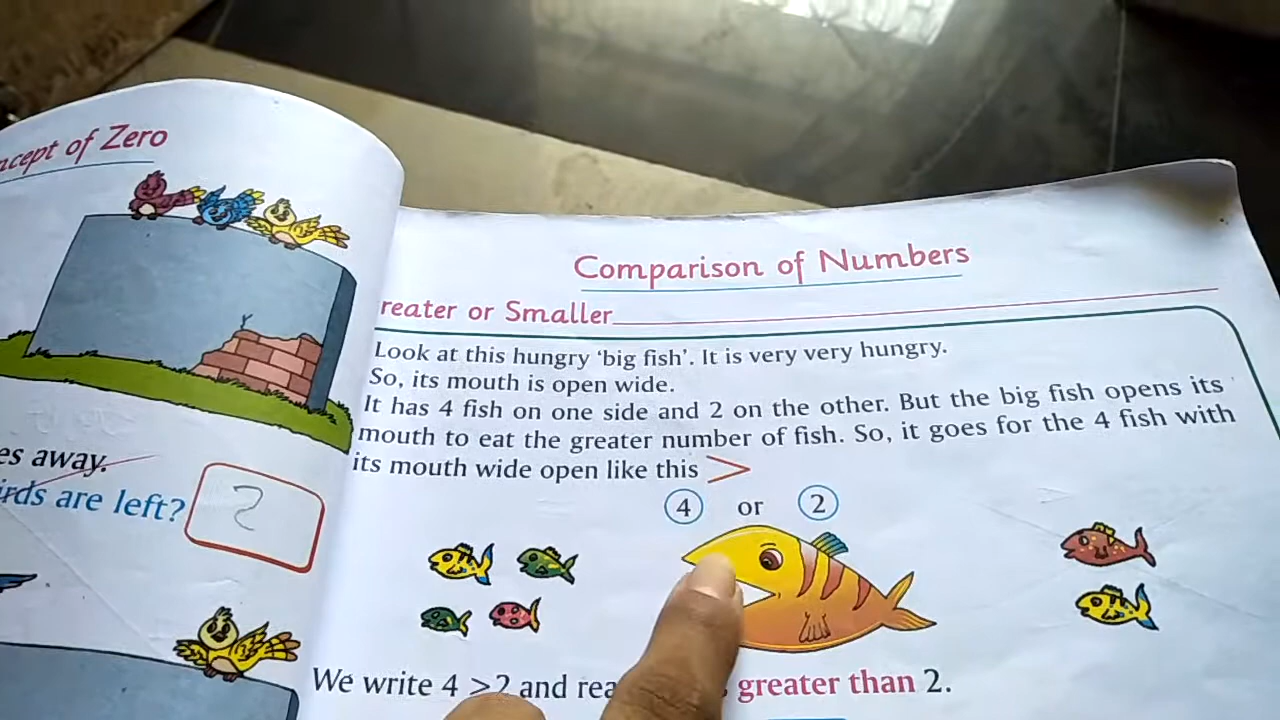 of Zero
es away.
irds are left?
2
Comparison of Numbers
reater or Smaller
Look at this hungry ‘big fish’. It is very very hungry.
So, its mouth is open wide.
It has 4 fish on one side and 2 on the other. But the big fish opens its
mouth to eat the greater number of fish. So, it goes for the 4 fish with
its mouth wide open like this >
4 or 2
We write 4 >2 and rea
greater than 2.